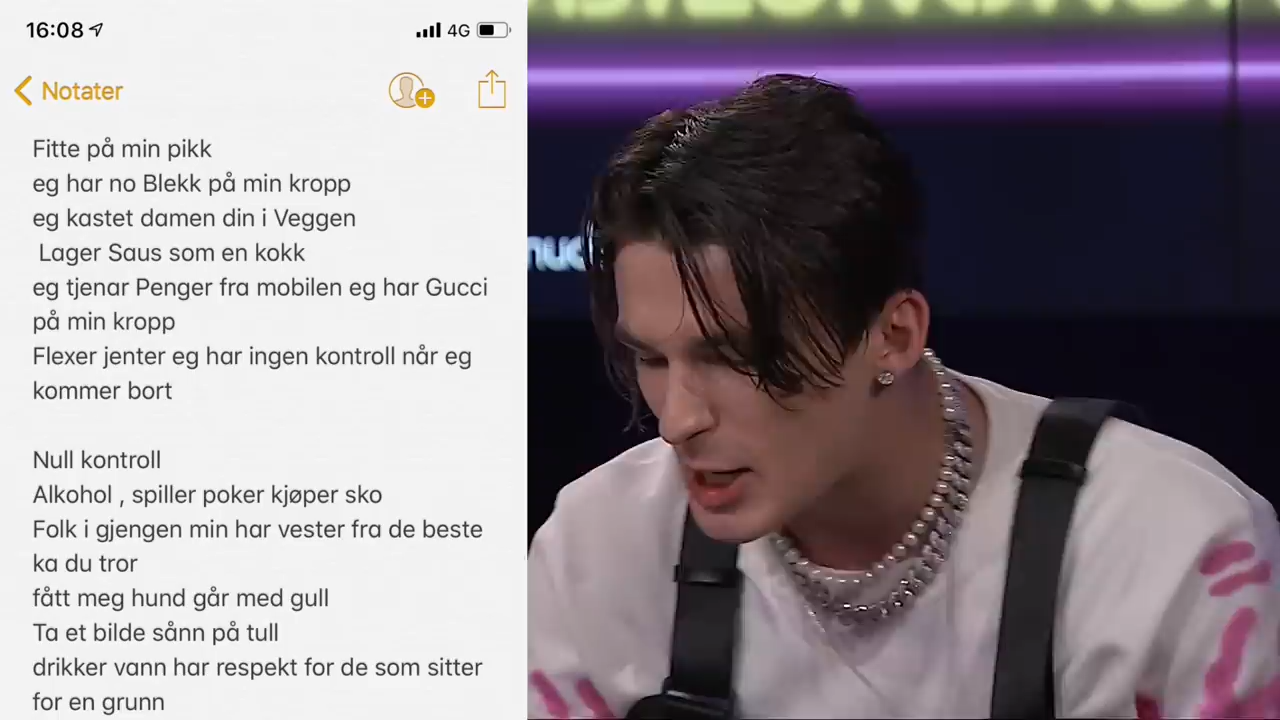 16:08
4G
Notater
Fitte på min pikk
eg har no Blekk på min kropp
eg kastet damen din i Veggen
Lager Saus som en kokk
eg tjenar Penger fra mobilen eg har Gucci
på min kropp
Flexer jenter eg har ingen kontroll når eg
kommer bort
Null kontroll
Alkohol , spiller poker kjøper sko
Folk i gjengen min har vester fra de beste
ka du tror
fått meg hund går med gull
Ta et bilde sånn på tull
drikker vann har respekt for de som sitter
for en grunn